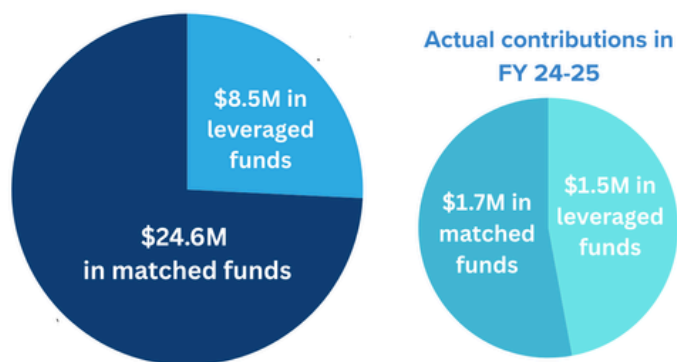 $8.5M in
leveraged
funds
$24.6M
in matched funds
Actual contributions in
FY 24-25
$1.7M in
matched
funds
$1.5M in
leveraged
funds